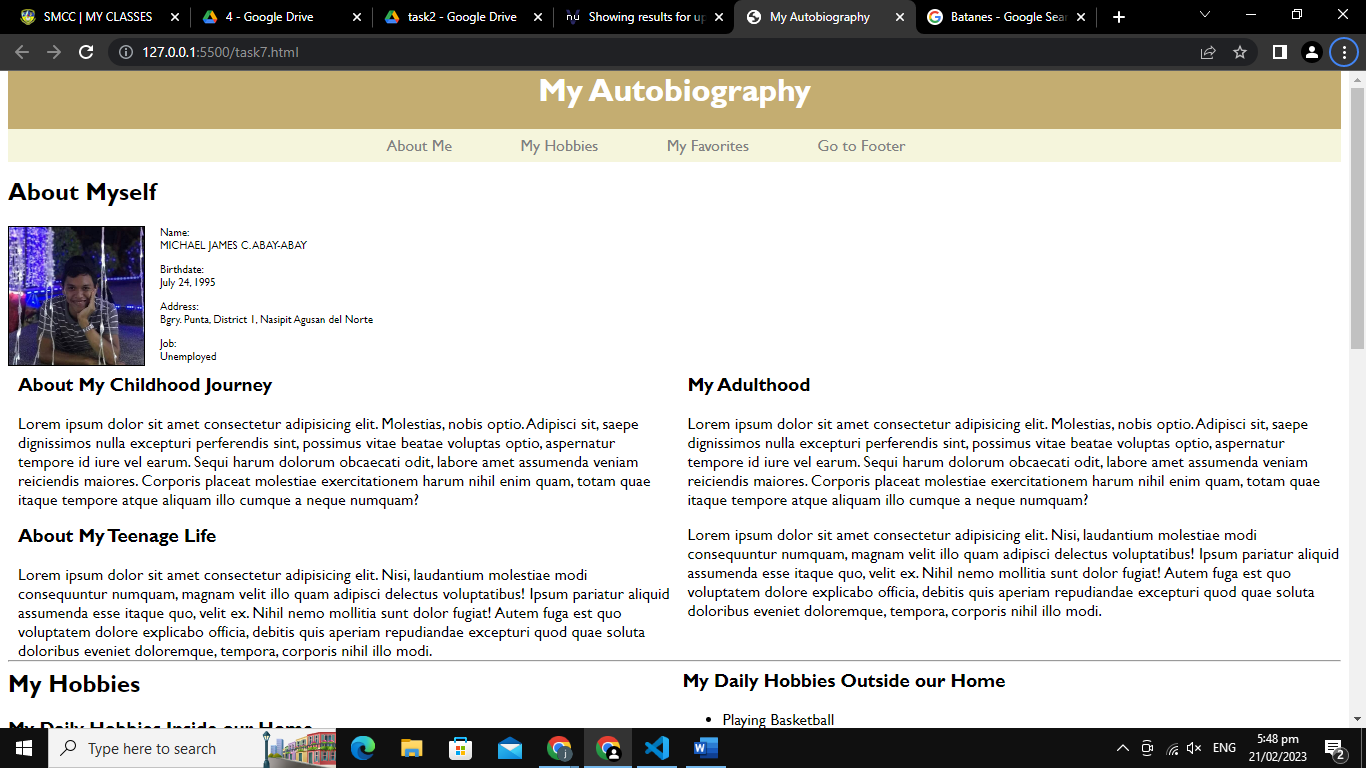 SMCC | MY CLASSES
4 - Google Drive
task2 - Google Drive
Showing results for up
My Autobiography
Batanes - Google Sea
127.0.0.1:5500/task7.html
My Autobiography
About Me My Hobbies My Favorites Go to Footer
About Myself
Name:
MICHAEL JAMES C. ABAY-ABAY
Birthdate:
July 24, 1995
Address:
Bgry. Punta, District 1, Nasipit Agusan del Norte
Job:
Unemployed
About My Childhood Journey
Lorem ipsum dolor sit amet consectetur adipisicing elit. Molestias, nobis optio. Adipisci sit, saepe
dignissimos nulla excepturi perferendis sint, possimus vitae beatae voluptas optio, aspernatur
tempore id iure vel earum. Sequi harum dolorum obcaecati odit, labore amet assumenda veniam
reiciendis maiores. Corporis placeat molestiae exercitationem harum nihil enim quam, totam quae
itaque tempore atque aliquam illo cumque a neque numquam?
About My Teenage Life
Lorem ipsum dolor sit amet consectetur adipisicing elit. Nisi, laudantium molestiae modi
consequuntur numquam, magnam velit illo quam adipisci delectus voluptatibus! Ipsum pariatur aliquid
assumenda esse itaque quo, velit ex. Nihil nemo mollitia sunt dolor fugiat! Autem fuga est quo
voluptatem dolore explicabo officia, debitis quis aperiam repudiandae excepturi quod quae soluta
doloribus eveniet doloremque, tempora, corporis nihil illo modi.
My Adulthood
Lorem ipsum dolor sit amet consectetur adipisicing elit. Molestias, nobis optio. Adipisci sit, saepe
dignissimos nulla excepturi perferendis sint, possimus vitae beatae voluptas optio, aspernatur
tempore id iure vel earum. Sequi harum dolorum obcaecati odit, labore amet assumenda veniam
reiciendis maiores. Corporis placeat molestiae exercitationem harum nihil enim quam, totam quae
itaque tempore atque aliquam illo cumque a neque numquam?
Lorem ipsum dolor sit amet consectetur adipisicing elit. Nisi, laudantium molestiae modi
consequuntur numquam, magnam velit illo quam adipisci delectus voluptatibus! Ipsum pariatur aliquid
assumenda esse itaque quo, velit ex. Nihil nemo mollitia sunt dolor fugiat! Autem fuga est quo
voluptatem dolore explicabo officia, debitis quis aperiam repudiandae excepturi quod quae soluta
doloribus eveniet doloremque, tempora, corporis nihil illo modi.
My Hobbies
My Daily Hobbies Inside our Home
My Daily Hobbies Outside our Home
• Playing Basketball
Type here to search
ENG
5:48 pm
21/02/2023
2